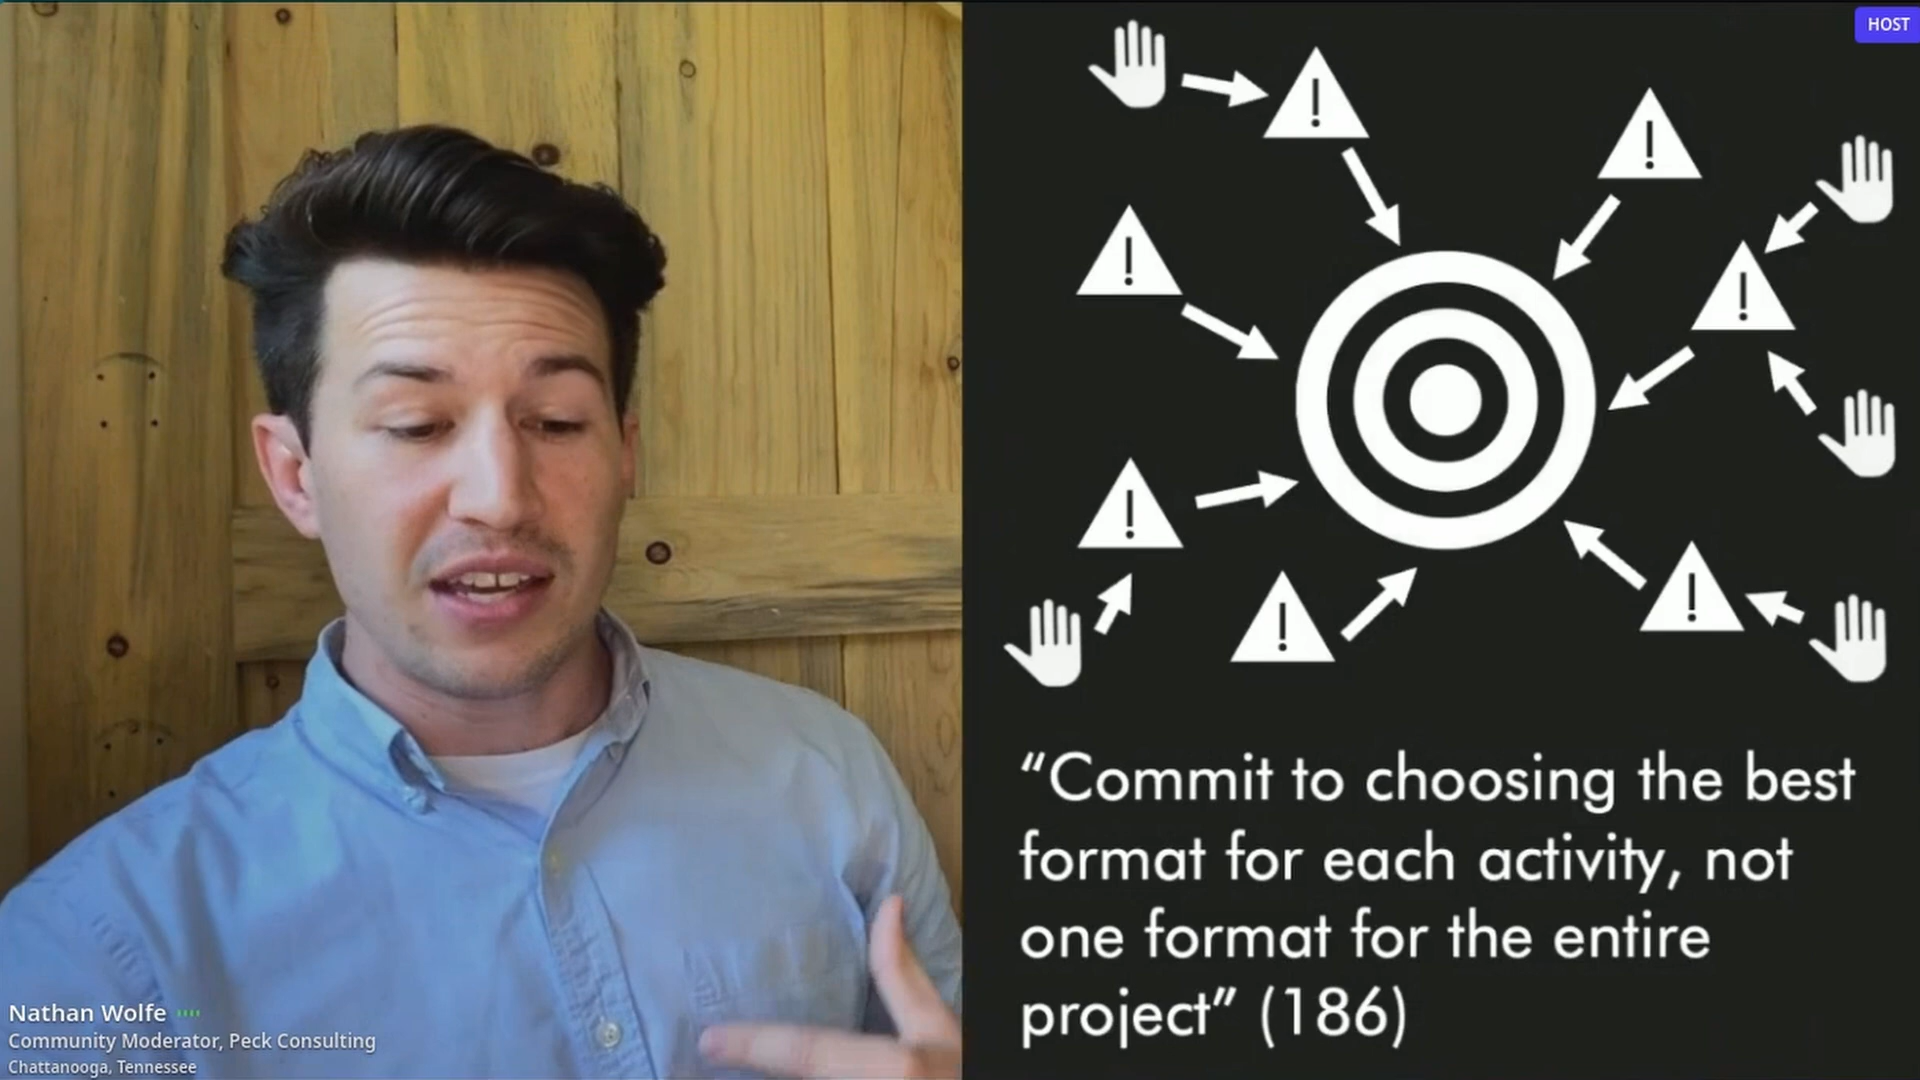 HOST
“Commit to choosing the best
format for each activity, not
one format for the entire
project” (186)
Nathan Wolfe
Community Moderator, Peck Consulting
Chattanooga, Tennessee